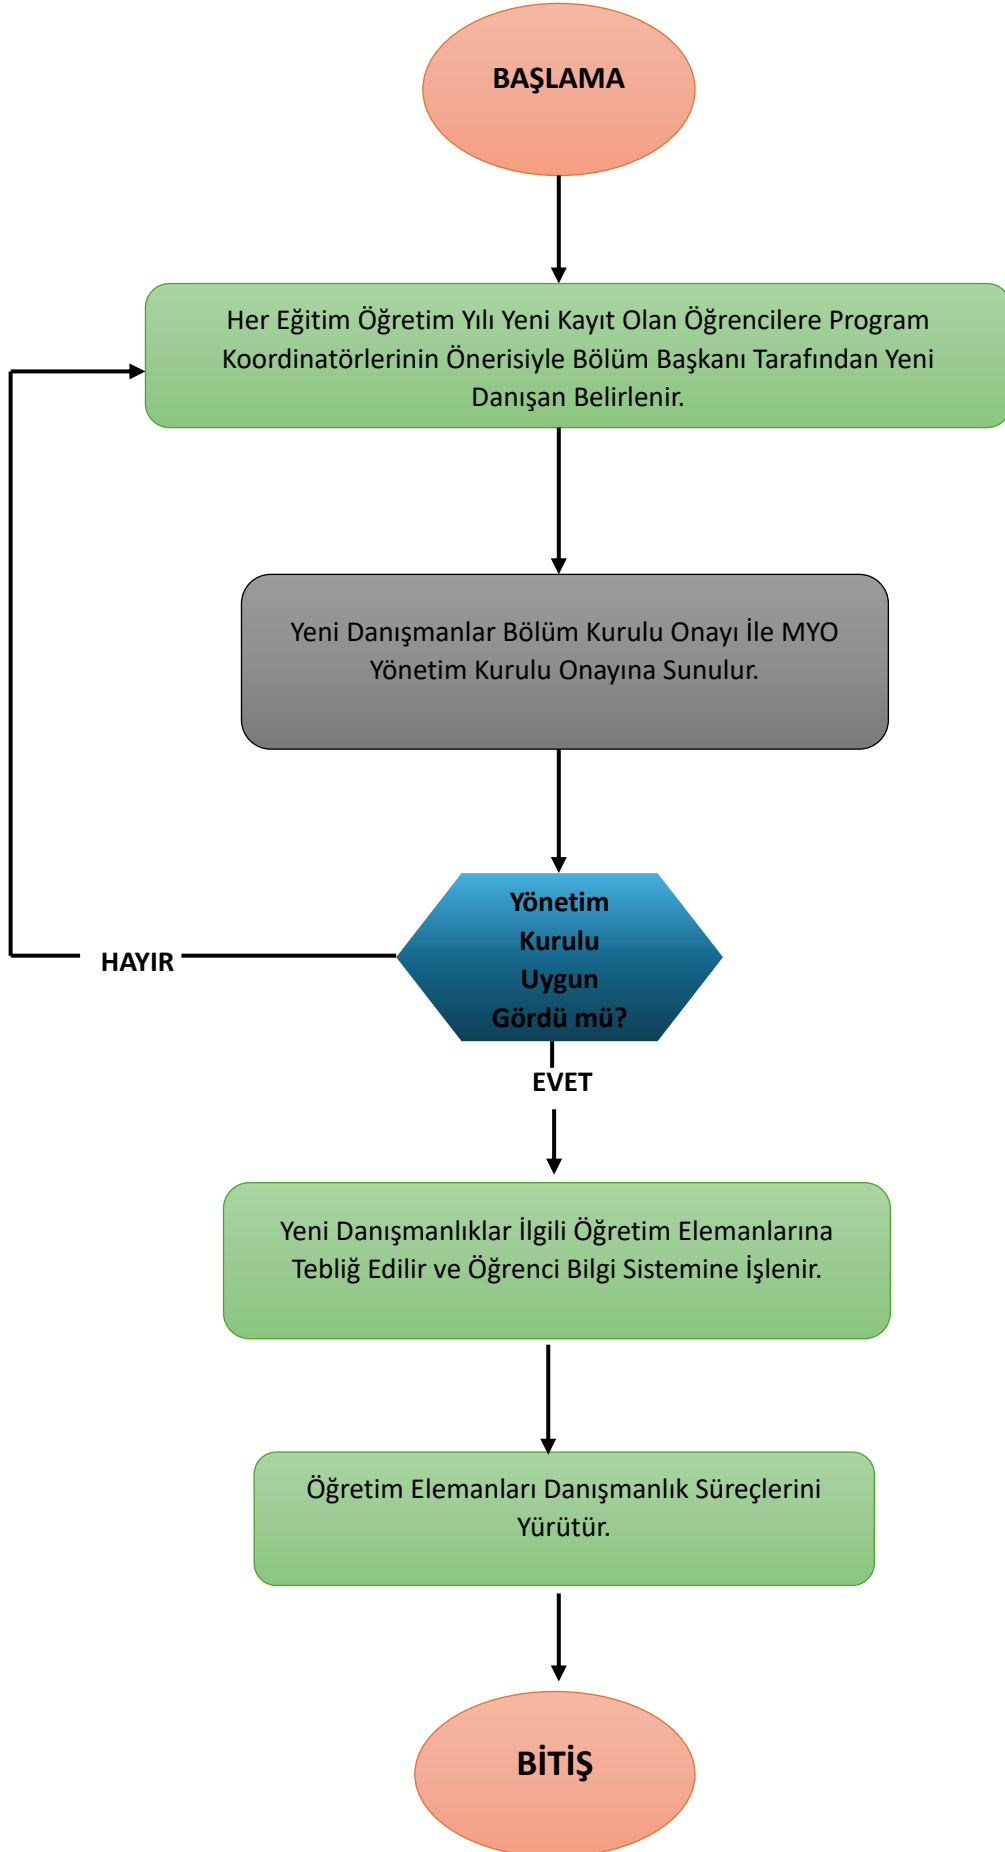 BAŞLAMA
Her Eğitim Öğretim Yılı Yeni Kayıt Olan Öğrencilere Program
Koordinatörlerinin Önerisiyle Bölüm Başkanı Tarafından Yeni
Danışan Belirlenir.
Yeni Danışmanlar Bölüm Kurulu Onayı İle MYO
Yönetim Kurulu Onayına Sunulur.
Yönetim
Kurulu
Uygun
Gördü mü?
HAYIR
EVET
Yeni Danışmanlıklar İlgili Öğretim Elemanlarına
Tebliğ Edilir ve Öğrenci Bilgi Sistemine İşlenir.
Öğretim Elemanları Danışmanlık Süreçlerini
Yürütür.
BİTİŞ